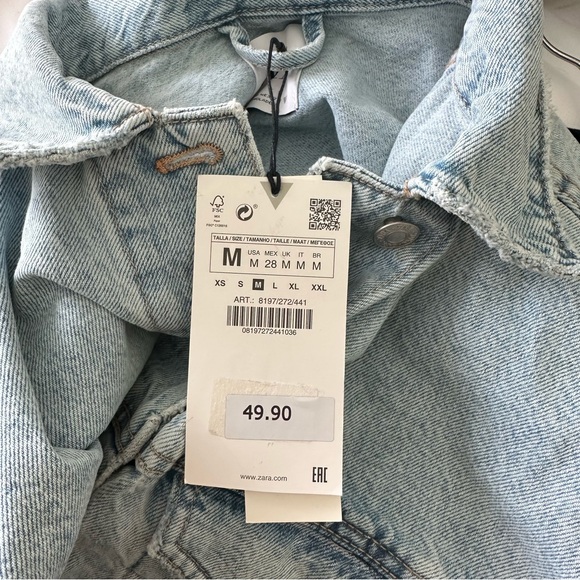 FSC
TALLA / SIZE / TAMANHO / TAILLE / MAAT / ΜΕΓΕΘΟΣ
M USA MEX UK IT BR
M 28 M M M
XS S M L XL XXL
ART.: 8197/272/441
08197272441036
49.90
www.zara.com
EAC